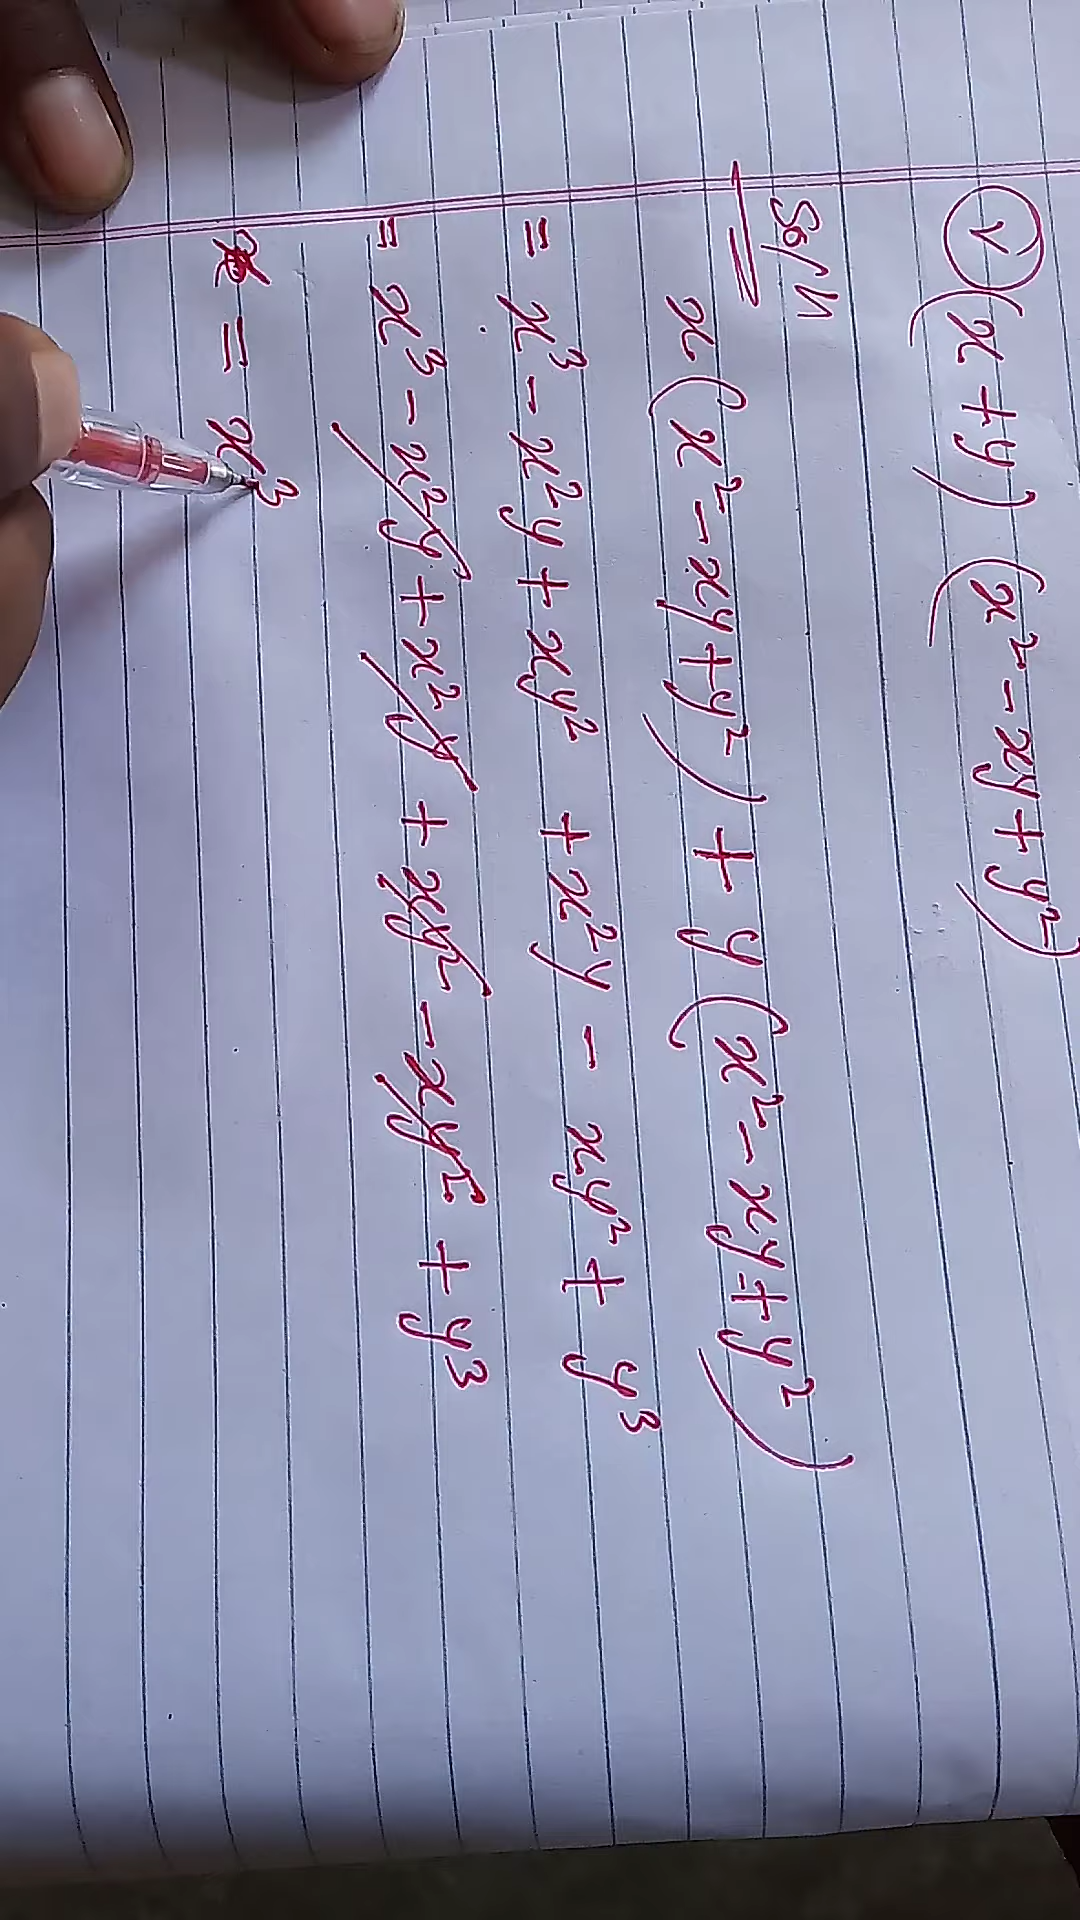 (v) (x + y) (x² - xy + y²)
Soln
x(x² - xy + y²) + y(x² - xy + y²)
= x³ - x²y + xy² + x²y - xy² + y³
= x³ - x²y + x²y + xy² - xy² + y³
= x³